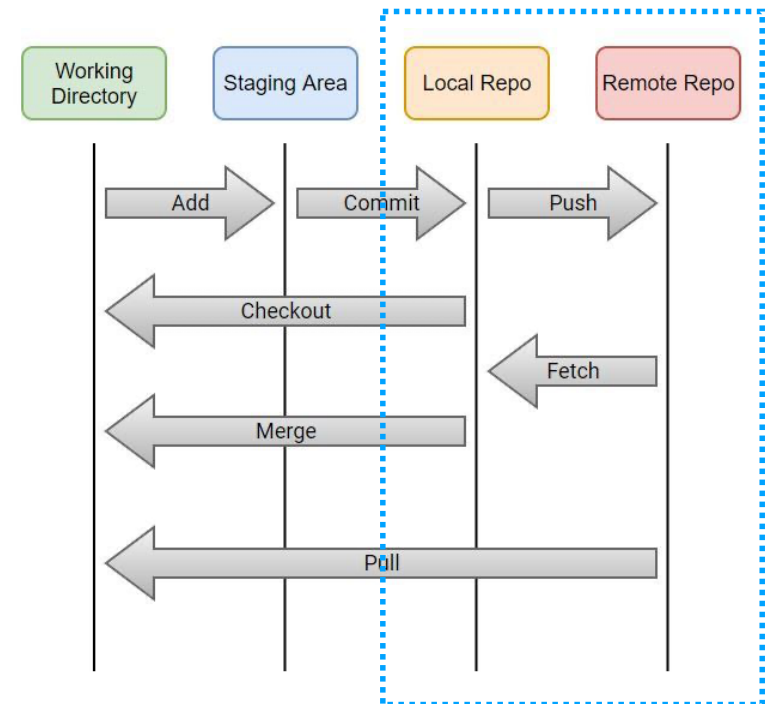 Working
Directory
Staging Area
Local Repo
Remote Repo
Add
Commit
Push
Checkout
Fetch
Merge
Pull